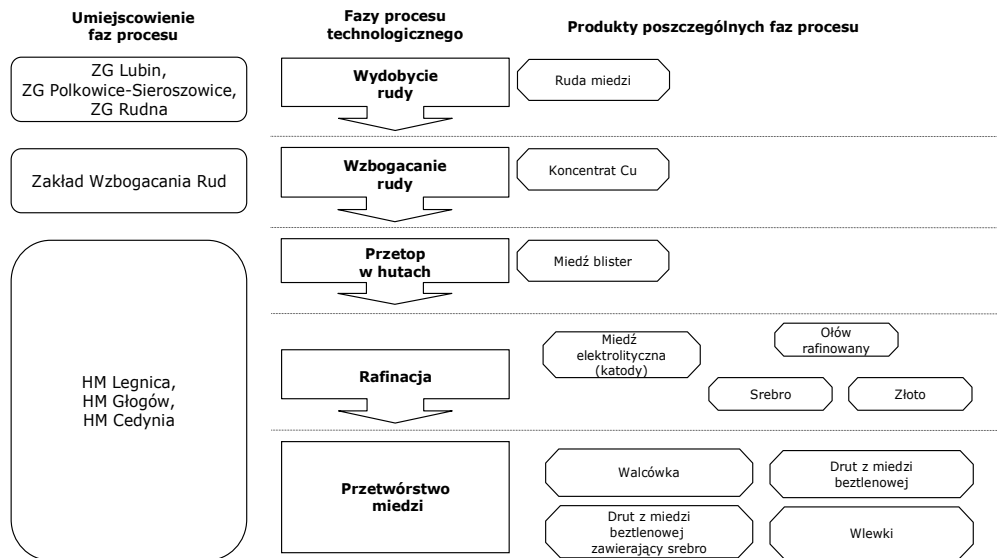 Umiejscowienie
faz procesu
Fazy procesu
technologicznego
Produkty poszczególnych faz procesu
ZG Lubin,
ZG Polkowice-Sieroszowice,
ZG Rudna
Wydobycie
rudy
Ruda miedzi
Zakład Wzbogacania Rud
Wzbogacanie
rudy
Koncentrat Cu
HM Legnica,
HM Głogów,
HM Cedynia
Przetop
w hutach
Miedź blister
Rafinacja
Miedź
elektrolityczna
(katody)
Ołów
rafinowany
Srebro
Złoto
Przetwórstwo
miedzi
Walcówka
Drut z miedzi
beztlenowej
Drut z miedzi
beztlenowej
zawierający srebro
Wlewki